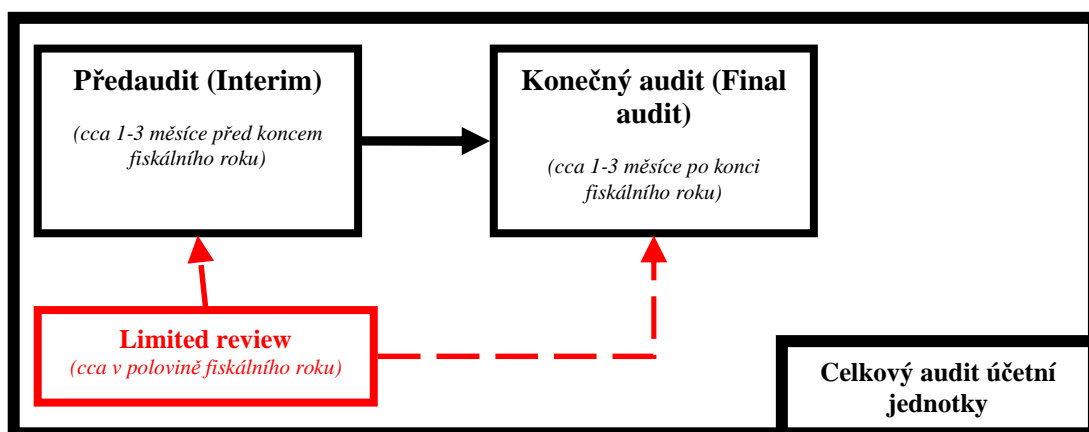 Předaudit (Interim)
(cca 1-3 měsíce před koncem
fiskálního roku)
Konečný audit (Final
audit)
(cca 1-3 měsíce po konci
fiskálního roku)
Limited review
(cca v polovině fiskálního roku)
Celkový audit účetní
jednotky